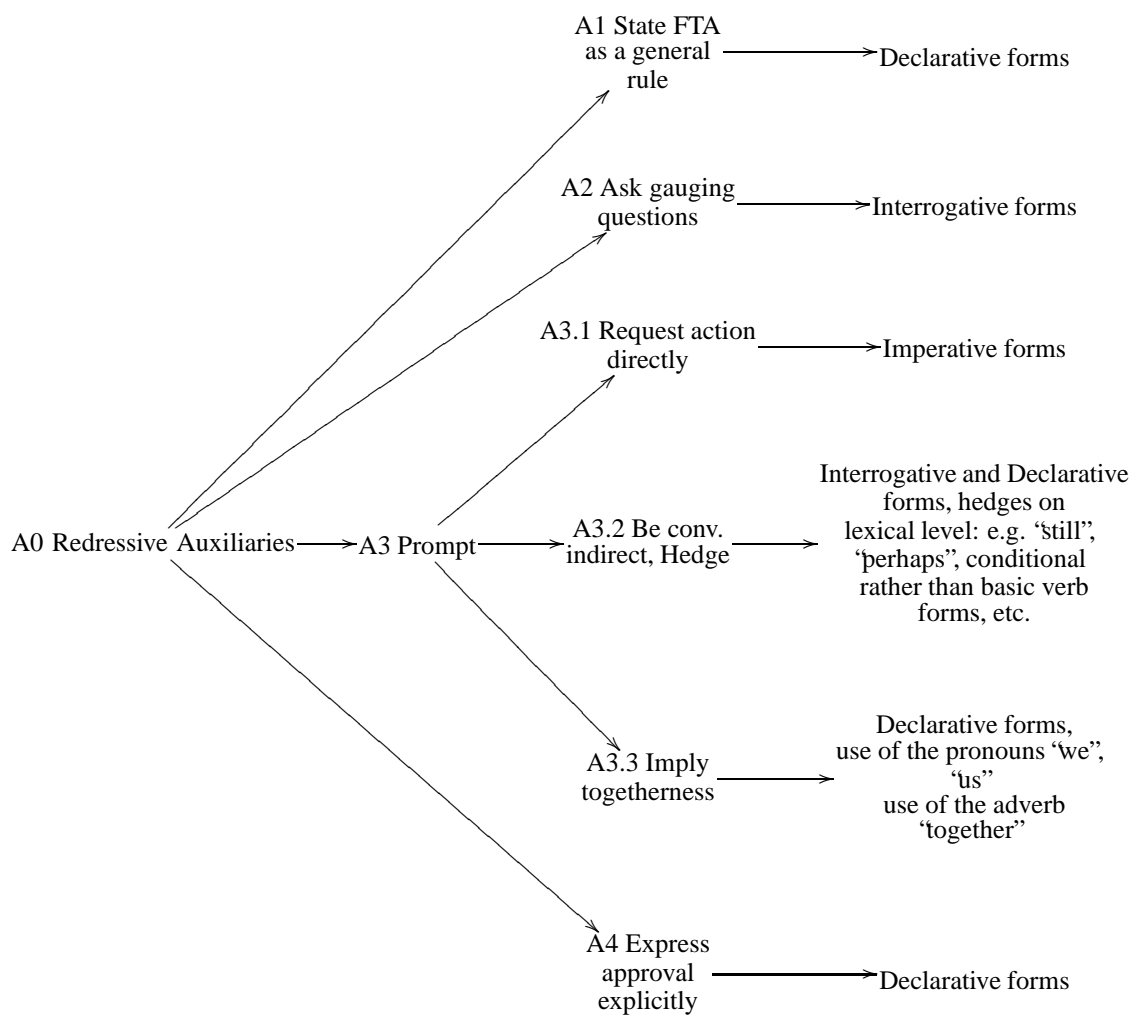 A1 State FTA
as a general
rule
Declarative forms
A2 Ask gauging
questions
Interrogative forms
A3.1 Request action
directly
Imperative forms
A0 Redressive Auxiliaries
A3 Prompt
A3.2 Be conv.
indirect, Hedge
Interrogative and Declarative
forms, hedges on
lexical level: e.g. “still”,
“perhaps”, conditional
rather than basic verb
forms, etc.
A3.3 Imply
togetherness
Declarative forms,
use of the pronouns “we”,
“us”
use of the adverb
“together”
A4 Express
approval
explicitly
Declarative forms